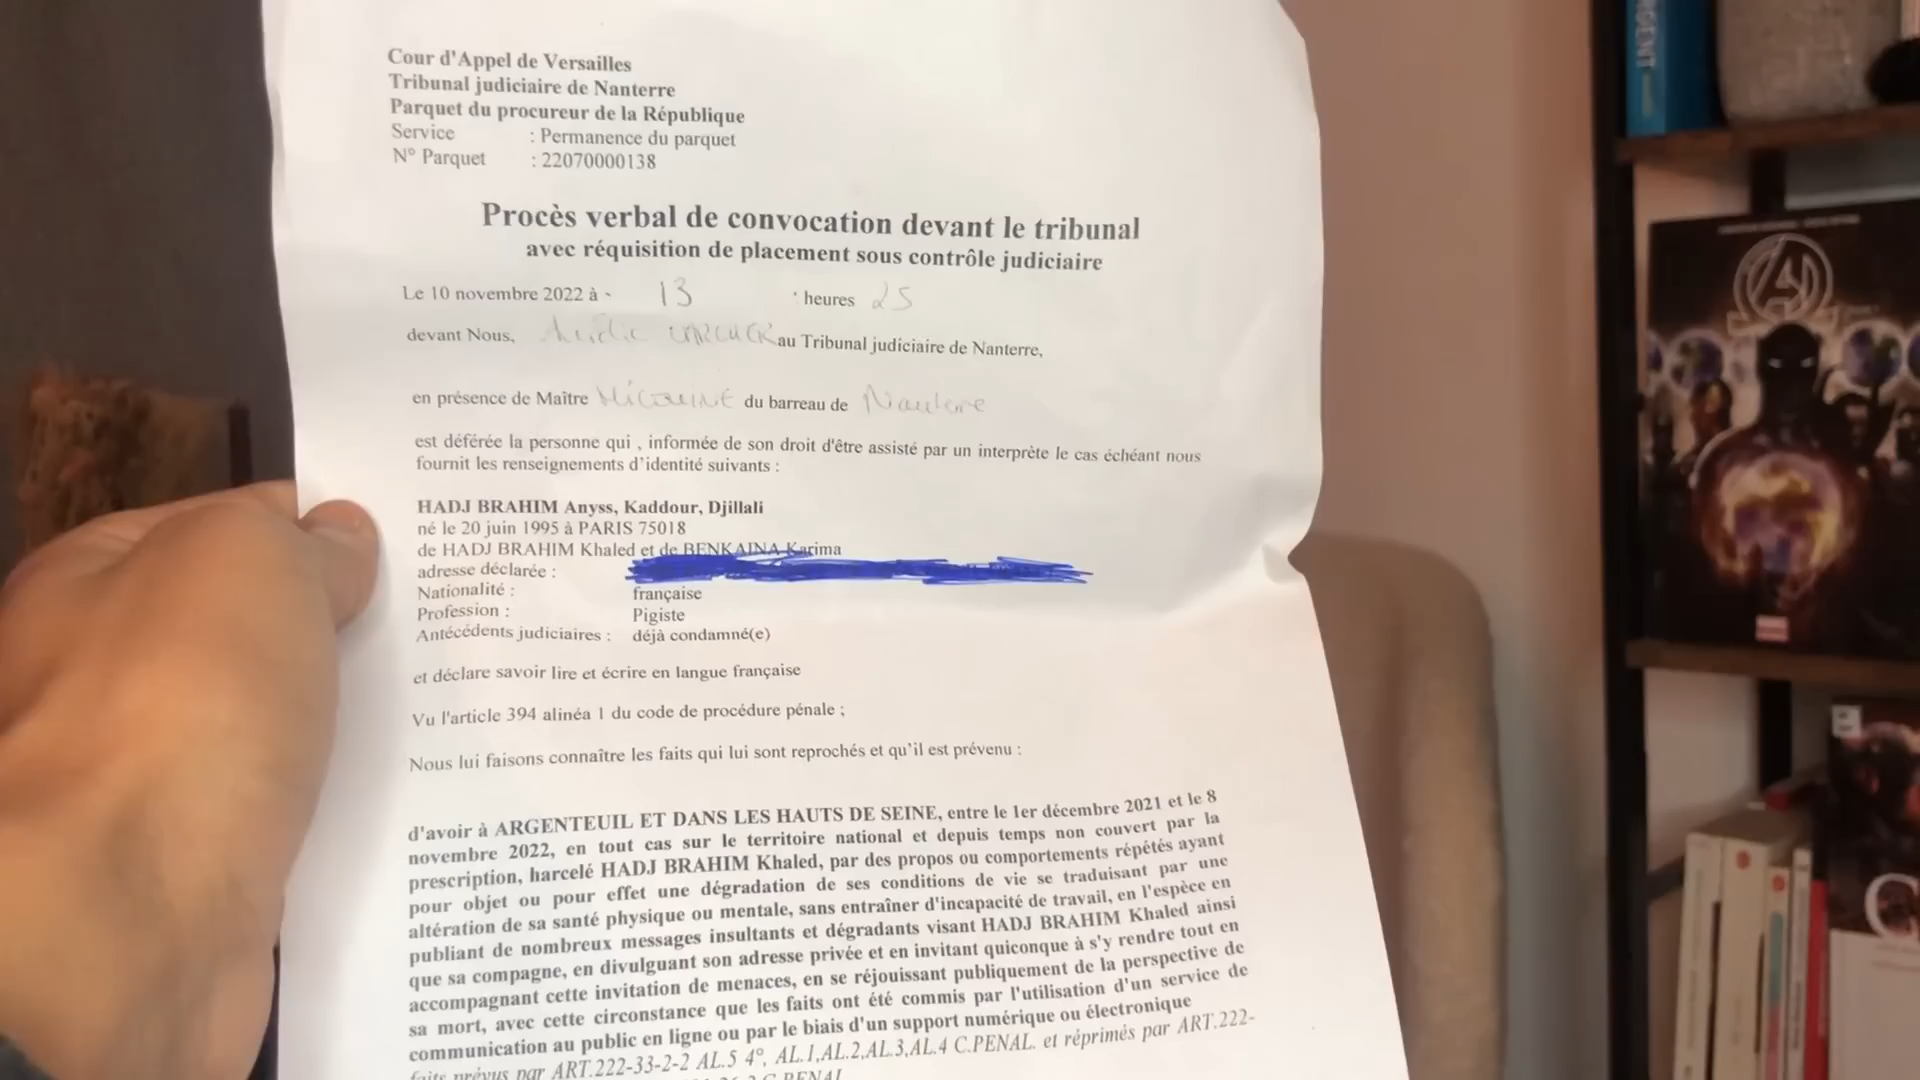 Cour d'Appel de Versailles
Tribunal judiciaire de Nanterre
Parquet du procureur de la République
Service : Permanence du parquet
N° Parquet : 22070000138
Procès verbal de convocation devant le tribunal
avec réquisition de placement sous contrôle judiciaire
Le 10 novembre 2022 à 13 heures 25
devant Nous, au Tribunal judiciaire de Nanterre,
en présence de Maître du barreau de Nanterre
est déférée la personne qui , informée de son droit d'être assisté par un interprète le cas échéant nous
fournit les renseignements d'identité suivants :
HADJ BRAHIM Anyss, Kaddour, Djillali
né le 20 juin 1995 à PARIS 75018
de HADJ BRAHIM Khaled et de BENKAINA Karima
adresse déclarée :
Nationalité : française
Profession : Pigiste
Antécédents judiciaires : déjà condamné(e)
et déclare savoir lire et écrire en langue française
Vu l'article 394 alinéa 1 du code de procédure pénale ;
Nous lui faisons connaître les faits qui lui sont reprochés et qu'il est prévenu :
d'avoir à ARGENTEUIL ET DANS LES HAUTS DE SEINE, entre le 1er décembre 2021 et le 8
novembre 2022, en tout cas sur le territoire national et depuis temps non couvert par la
prescription, harcelé HADJ BRAHIM Khaled, par des propos ou comportements répétés ayant
pour objet ou pour effet une dégradation de ses conditions de vie se traduisant par une
altération de sa santé physique ou mentale, sans entraîner d'incapacité de travail, en l'espèce en
publiant de nombreux messages insultants et dégradants visant HADJ BRAHIM Khaled ainsi
que sa compagne, en divulguant son adresse privée et en invitant quiconque à s'y rendre tout en
accompagnant cette invitation de menaces, en se réjouissant publiquement de la perspective de
sa mort, avec cette circonstance que les faits ont été commis par l'utilisation d'un service de
communication au public en ligne ou par le biais d'un support numérique ou électronique
faits prévus par ART.222-33-2-2 AL.5 4°, AL.1,AL.2,AL.3,AL.4 C.PENAL. et réprimés par ART.222-
C.PENAL